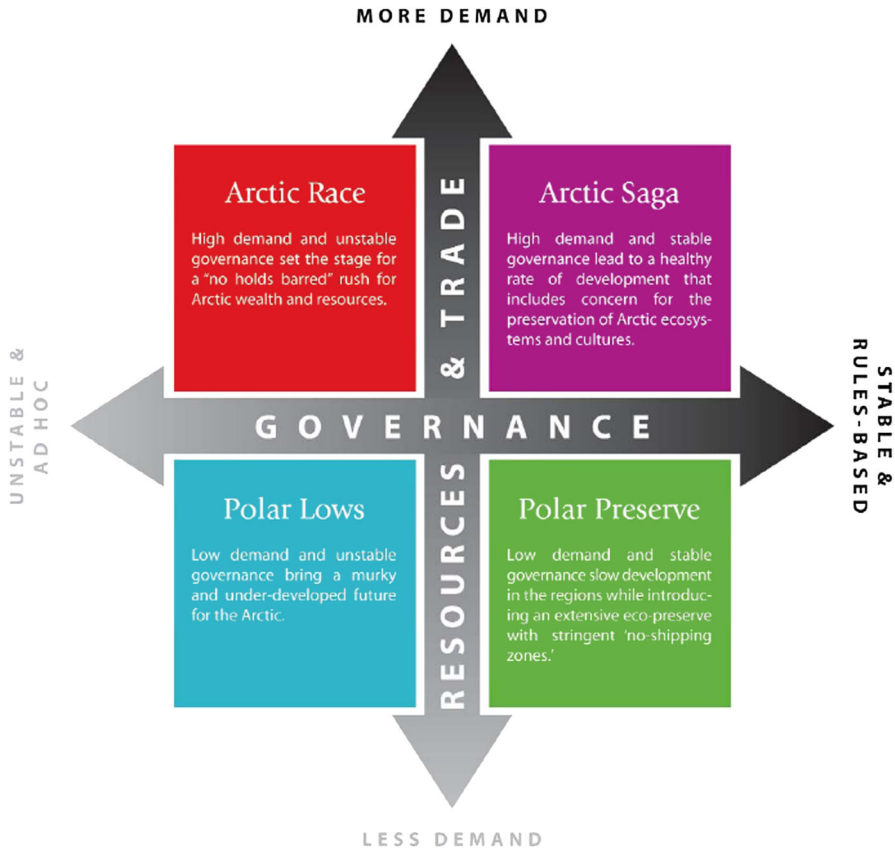 MORE DEMAND
Arctic Race
High demand and unstable
governance set the stage for
a "no holds barred" rush for
Arctic wealth and resources.
Arctic Saga
High demand and stable
governance lead to a healthy
rate of development that
includes concern for the
preservation of Arctic ecosys-
tems and cultures.
RESOURCES & TRADE
UNSTABLE &
AD HOC
GOVERNANCE
STABLE &
RULES-BASED
Polar Lows
Low demand and unstable
governance bring a murky
and under-developed future
for the Arctic.
Polar Preserve
Low demand and stable
governance slow development
in the regions while introduc-
ing an extensive eco-preserve
with stringent 'no-shipping
zones.'
LESS DEMAND